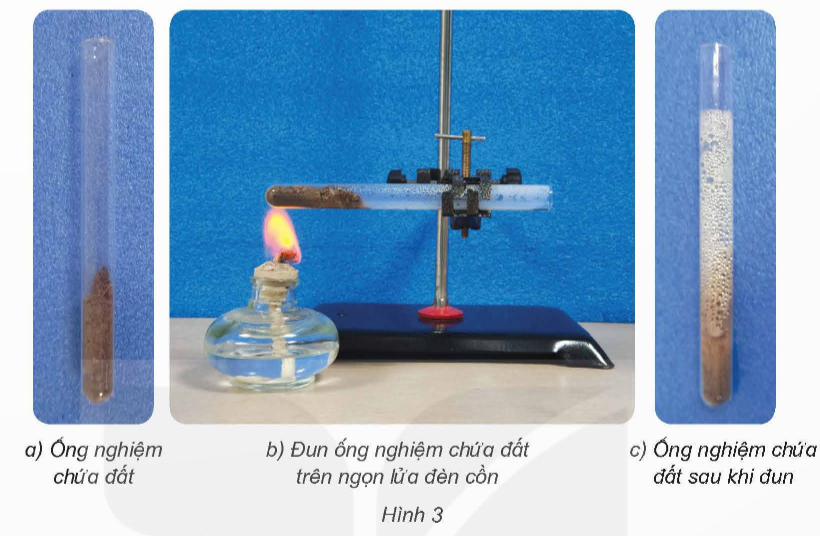 a) Ống nghiệm
chứa đất
b) Đun ống nghiệm chứa đất
trên ngọn lửa đèn cồn
c) Ống nghiệm chứa
đất sau khi đun
Hình 3